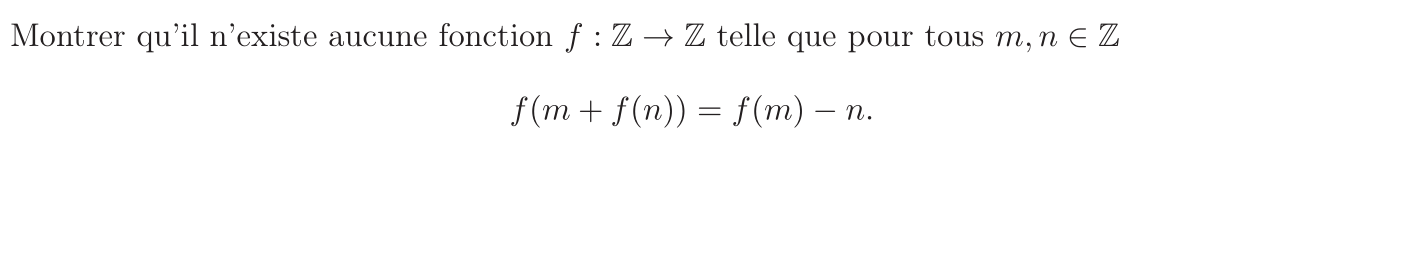 Montrer qu'il n'existe aucune fonction f : ℤ → ℤ telle que pour tous m, n ∈ ℤ
f(m + f(n)) = f(m) − n.